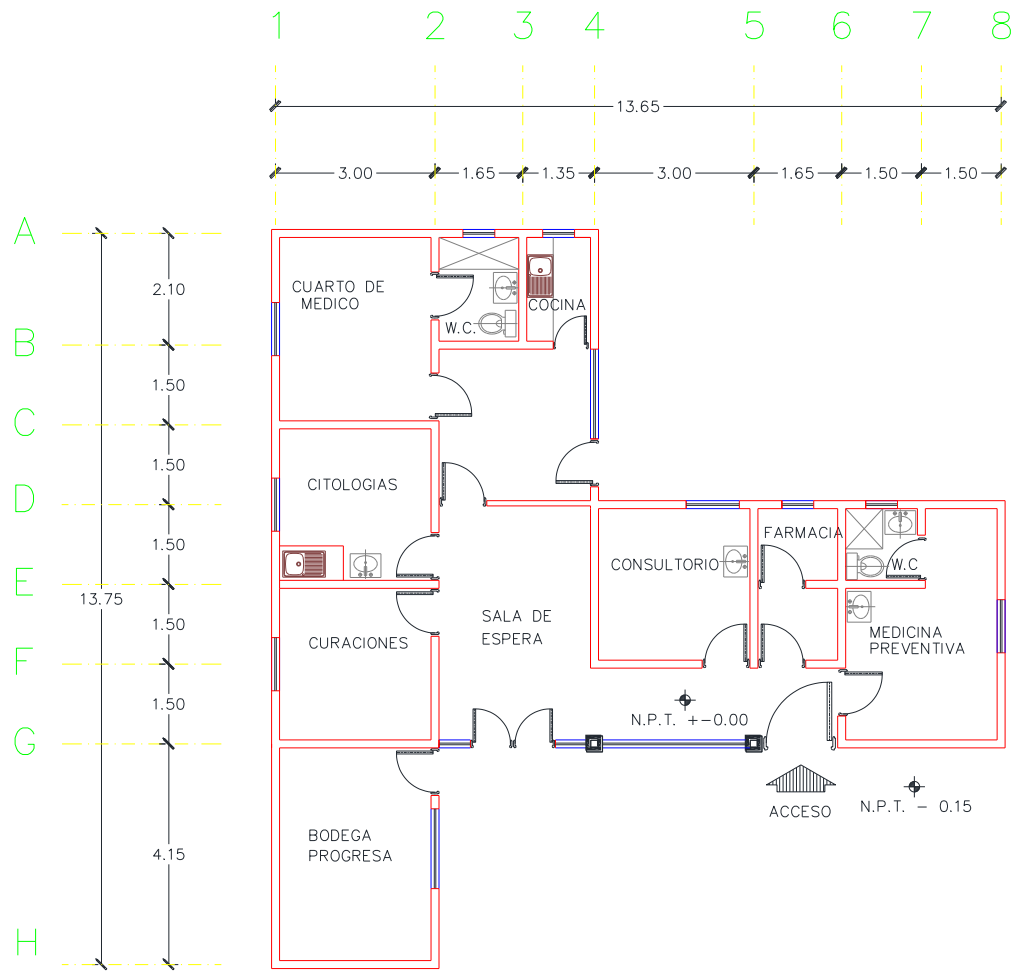 1 2 3 4 5 6 7 8
13.65
3.00 1.65 1.35 3.00 1.65 1.50 1.50
A
2.10
CUARTO DE
MEDICO
W.C.
COCINA
B
1.50
C
1.50
CITOLOGIAS
D
1.50
FARMACIA
CONSULTORIO
W.C
E
13.75
1.50
SALA DE
ESPERA
CURACIONES
MEDICINA
PREVENTIVA
F
1.50
N.P.T. +-0.00
G
ACCESO
N.P.T. - 0.15
BODEGA
PROGRESA
4.15
H